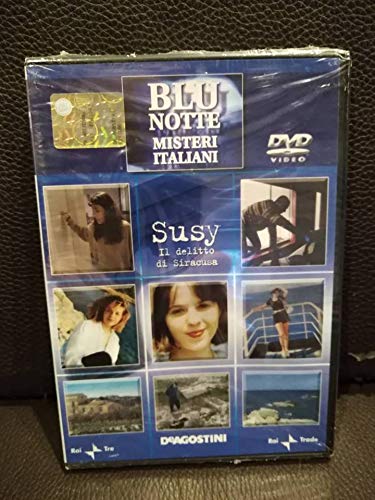 BLU
NOTTE
MISTERI
ITALIANI
DVD
VIDEO
Susy
Il delitto
di Siracusa
Rai Tre
DeAGOSTINI
Rai Trade